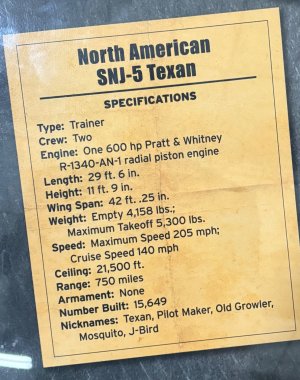 North American
SNJ-5 Texan
SPECIFICATIONS
Type: Trainer
Crew: Two
Engine: One 600 hp Pratt & Whitney
R-1340-AN-1 radial piston engine
Length: 29 ft. 6 in.
Height: 11 ft. 9 in.
Wing Span: 42 ft. .25 in.
Weight: Empty 4,158 lbs.;
Maximum Takeoff 5,300 lbs.
Speed: Maximum Speed 205 mph;
Cruise Speed 140 mph
Ceiling: 21,500 ft.
Range: 750 miles
Armament: None
Number Built: 15,649
Nicknames: Texan, Pilot Maker, Old Growler,
Mosquito, J-Bird